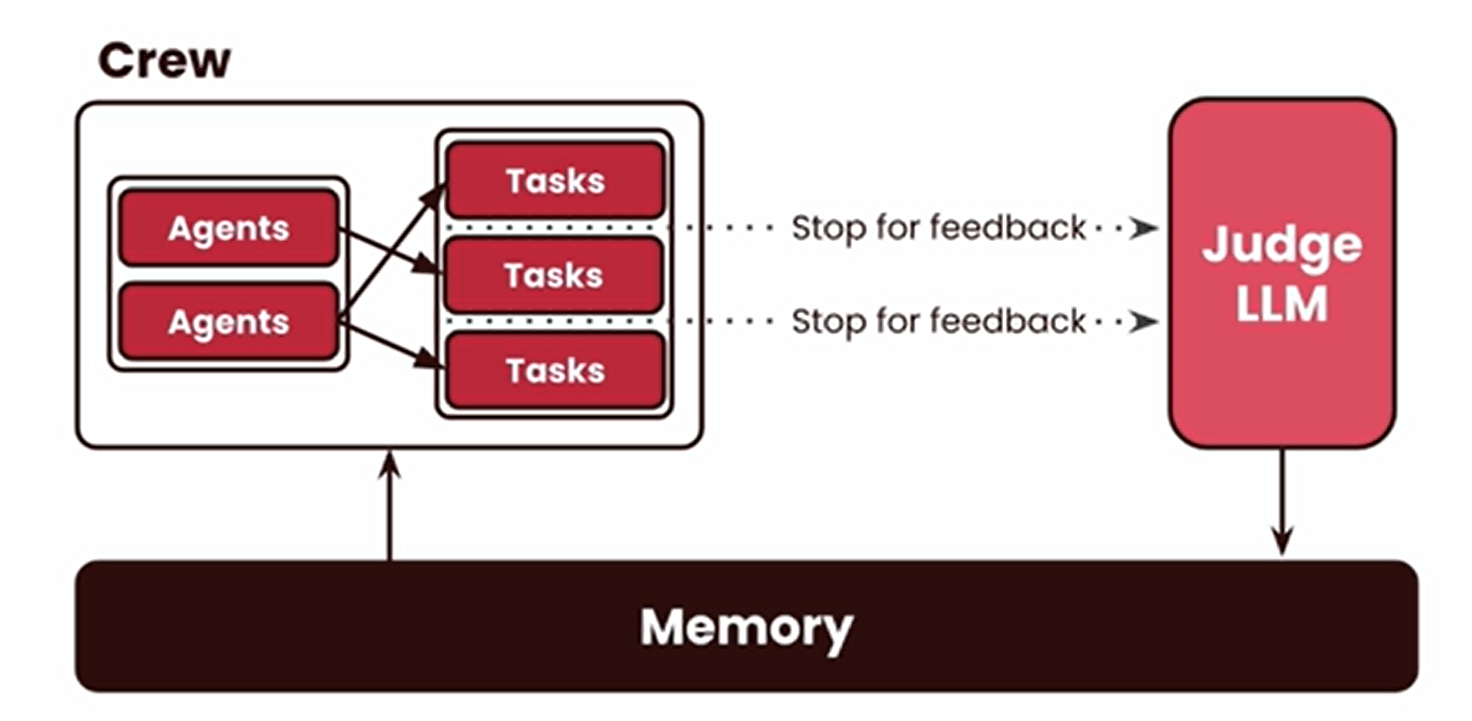 Crew
Agents
Agents
Tasks
Tasks
Tasks
Stop for feedback
Stop for feedback
Judge
LLM
Memory